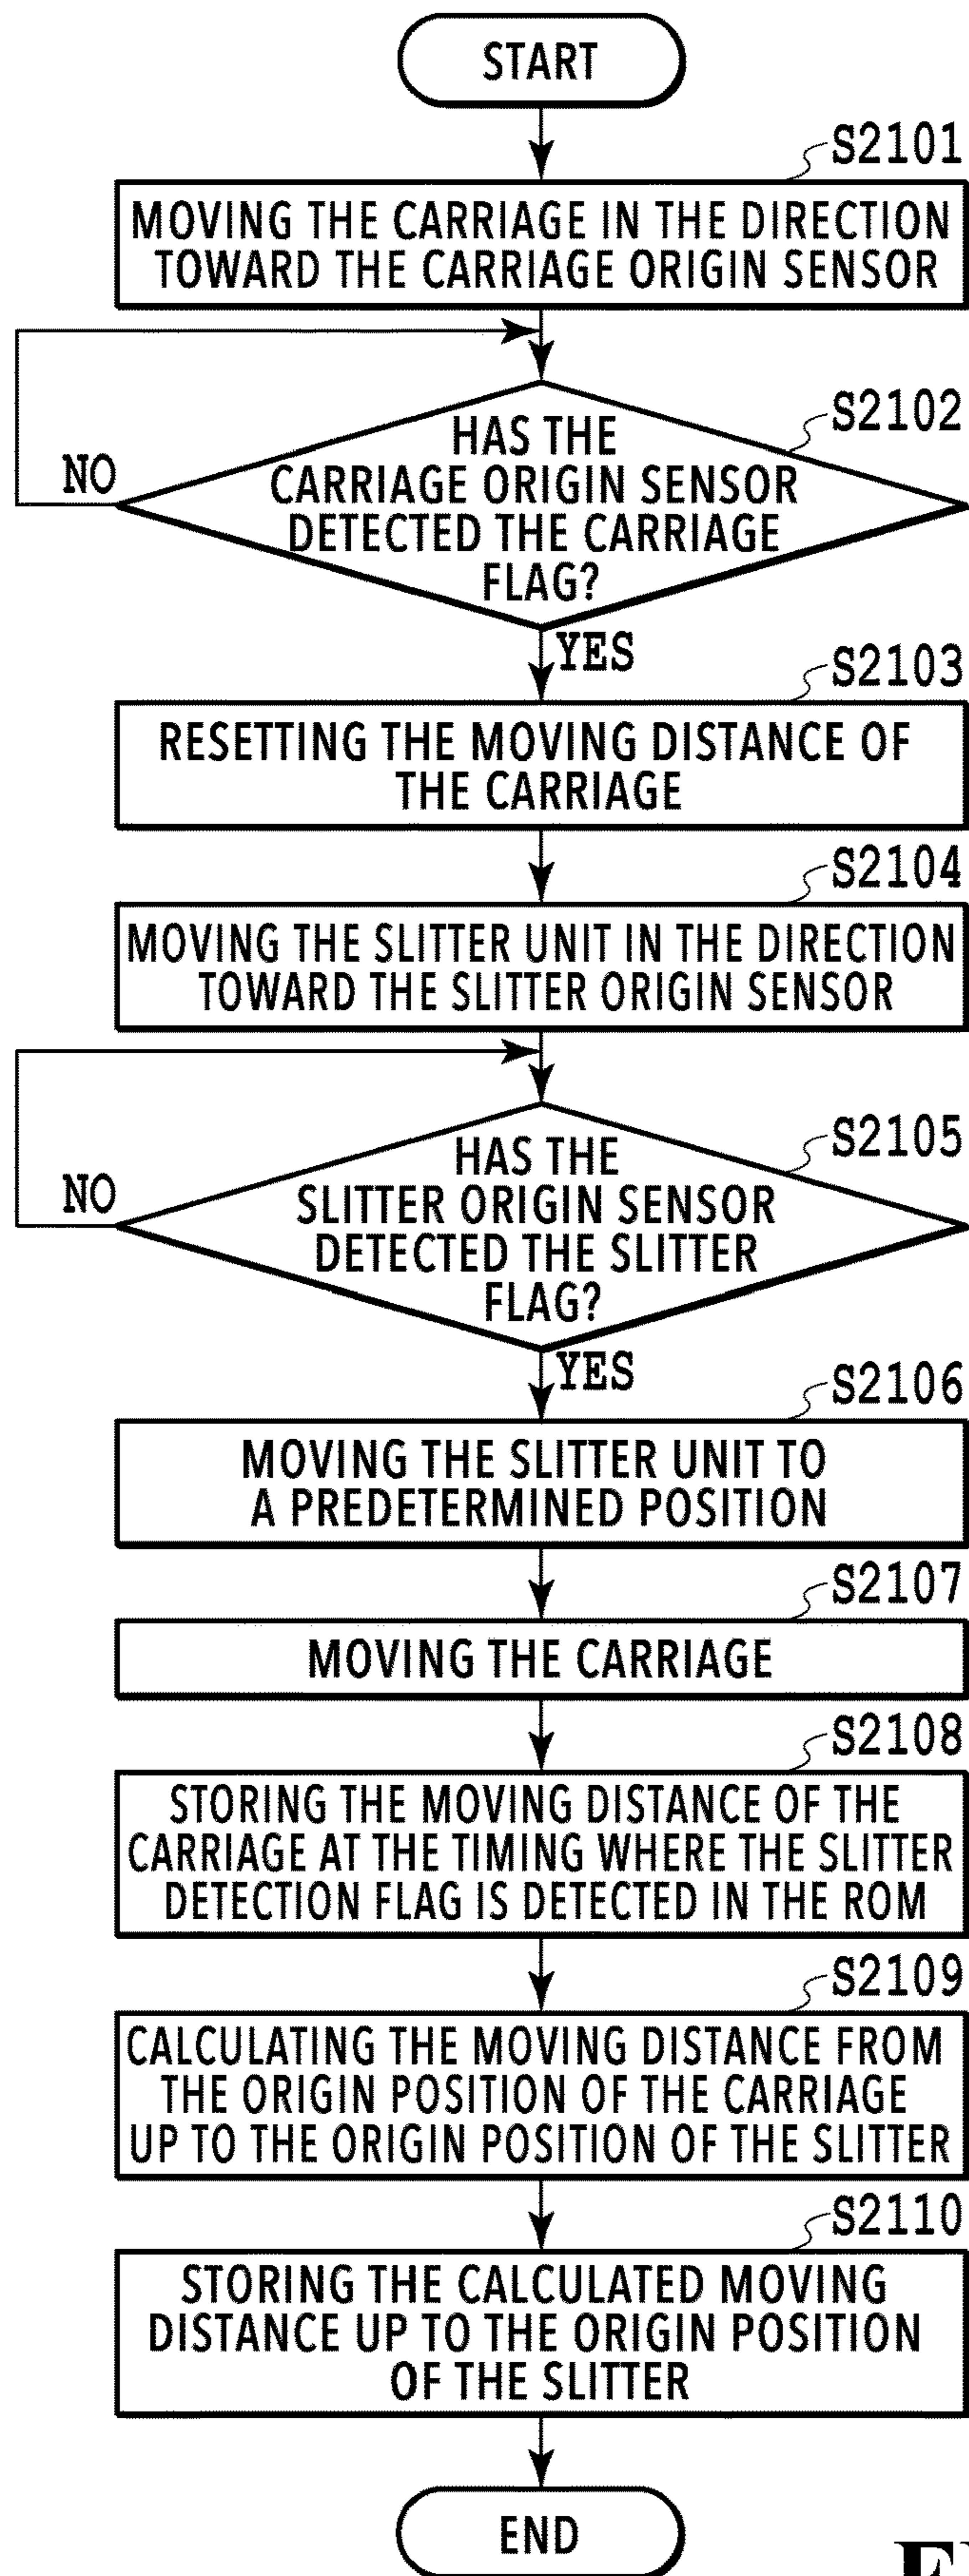 START
S2101
MOVING THE CARRIAGE IN THE DIRECTION
TOWARD THE CARRIAGE ORIGIN SENSOR
S2102
HAS THE
CARRIAGE ORIGIN SENSOR
DETECTED THE CARRIAGE
FLAG?
NO
YES
S2103
RESETTING THE MOVING DISTANCE OF
THE CARRIAGE
S2104
MOVING THE SLITTER UNIT IN THE DIRECTION
TOWARD THE SLITTER ORIGIN SENSOR
S2105
HAS THE
SLITTER ORIGIN SENSOR
DETECTED THE SLITTER
FLAG?
NO
YES
S2106
MOVING THE SLITTER UNIT TO
A PREDETERMINED POSITION
S2107
MOVING THE CARRIAGE
S2108
STORING THE MOVING DISTANCE OF THE
CARRIAGE AT THE TIMING WHERE THE SLITTER
DETECTION FLAG IS DETECTED IN THE ROM
S2109
CALCULATING THE MOVING DISTANCE FROM
THE ORIGIN POSITION OF THE CARRIAGE
UP TO THE ORIGIN POSITION OF THE SLITTER
S2110
STORING THE CALCULATED MOVING
DISTANCE UP TO THE ORIGIN POSITION
OF THE SLITTER
END